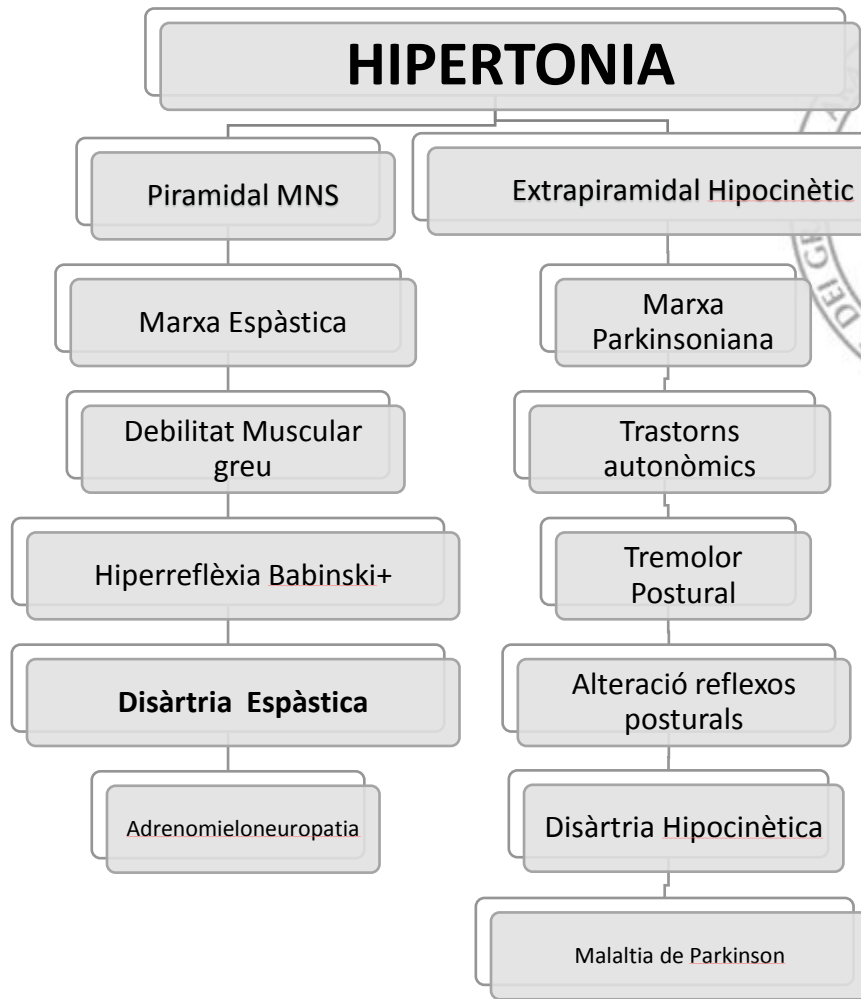 HIPERTONIA
Piramidal MNS
Extrapiramidal Hipocinètic
Marxa Espàstica
Marxa
Parkinsoniana
Debilitat Muscular
greu
Trastorns
autonòmics
Hiperreflèxia Babinski+
Tremolor
Postural
Disàrtria Espàstica
Alteració reflexos
posturals
Adrenomieloneuropatia
Disàrtria Hipocinètica
Malaltia de Parkinson